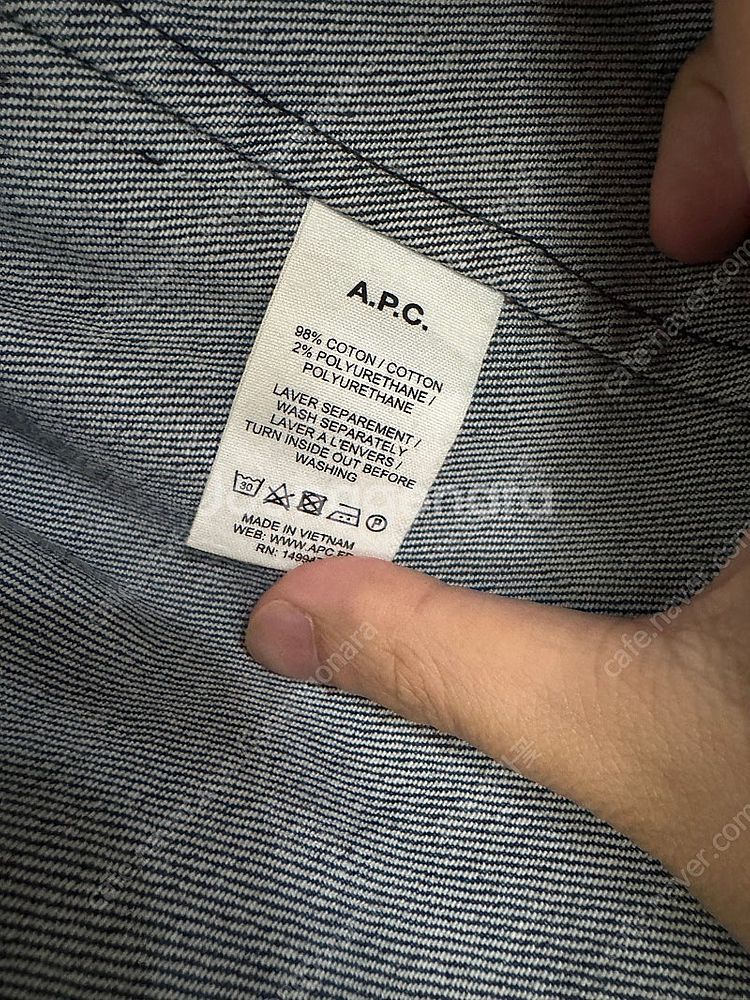 A.P.C.
98% COTON / COTTON
2% POLYURETHANE /
POLYURETHANE
LAVER SEPAREMENT /
WASH SEPARATELY
LAVER A L'ENVERS /
TURN INSIDE OUT BEFORE
WASHING
30
P
MADE IN VIETNAM
WEB: WWW.APC.FR
RN:
cafe.naver.com